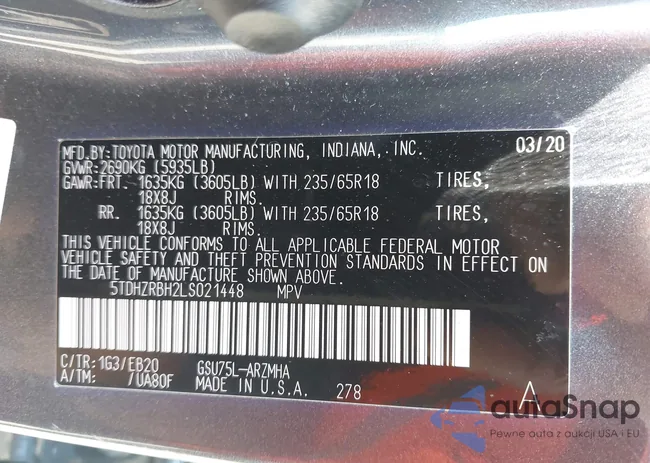 MFD.BY:TOYOTA MOTOR MANUFACTURING, INDIANA, INC. 03/20
GVWR:2690KG (5935LB)
GAWR:FRT. 1635KG (3605LB) WITH 235/65R18 TIRES,
18X8J RIMS.
RR. 1635KG (3605LB) WITH 235/65R18 TIRES,
18X8J RIMS.
THIS VEHICLE CONFORMS TO ALL APPLICABLE FEDERAL MOTOR
VEHICLE SAFETY AND THEFT PREVENTION STANDARDS IN EFFECT ON
THE DATE OF MANUFACTURE SHOWN ABOVE.
5TDHZRBH2LS021448 MPV
C/TR:1G3/EB20 GSU75L-ARZMHA
A/TM: /UA80F MADE IN U.S.A. 278 A
autoSnap
Pewne auta z aukcji USA i EU